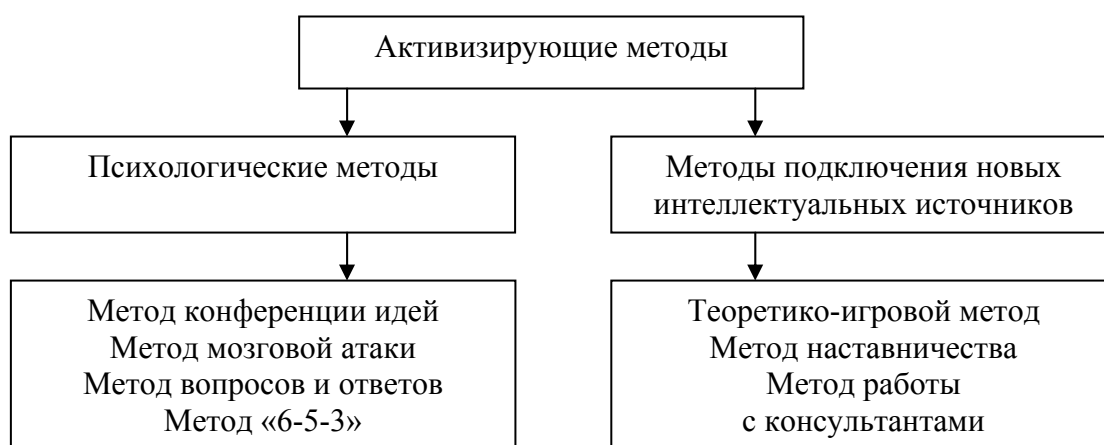 Активизирующие методы
Психологические методы
Методы подключения новых
интеллектуальных источников
Метод конференции идей
Метод мозговой атаки
Метод вопросов и ответов
Метод «6-5-3»
Теоретико-игровой метод
Метод наставничества
Метод работы
с консультантами